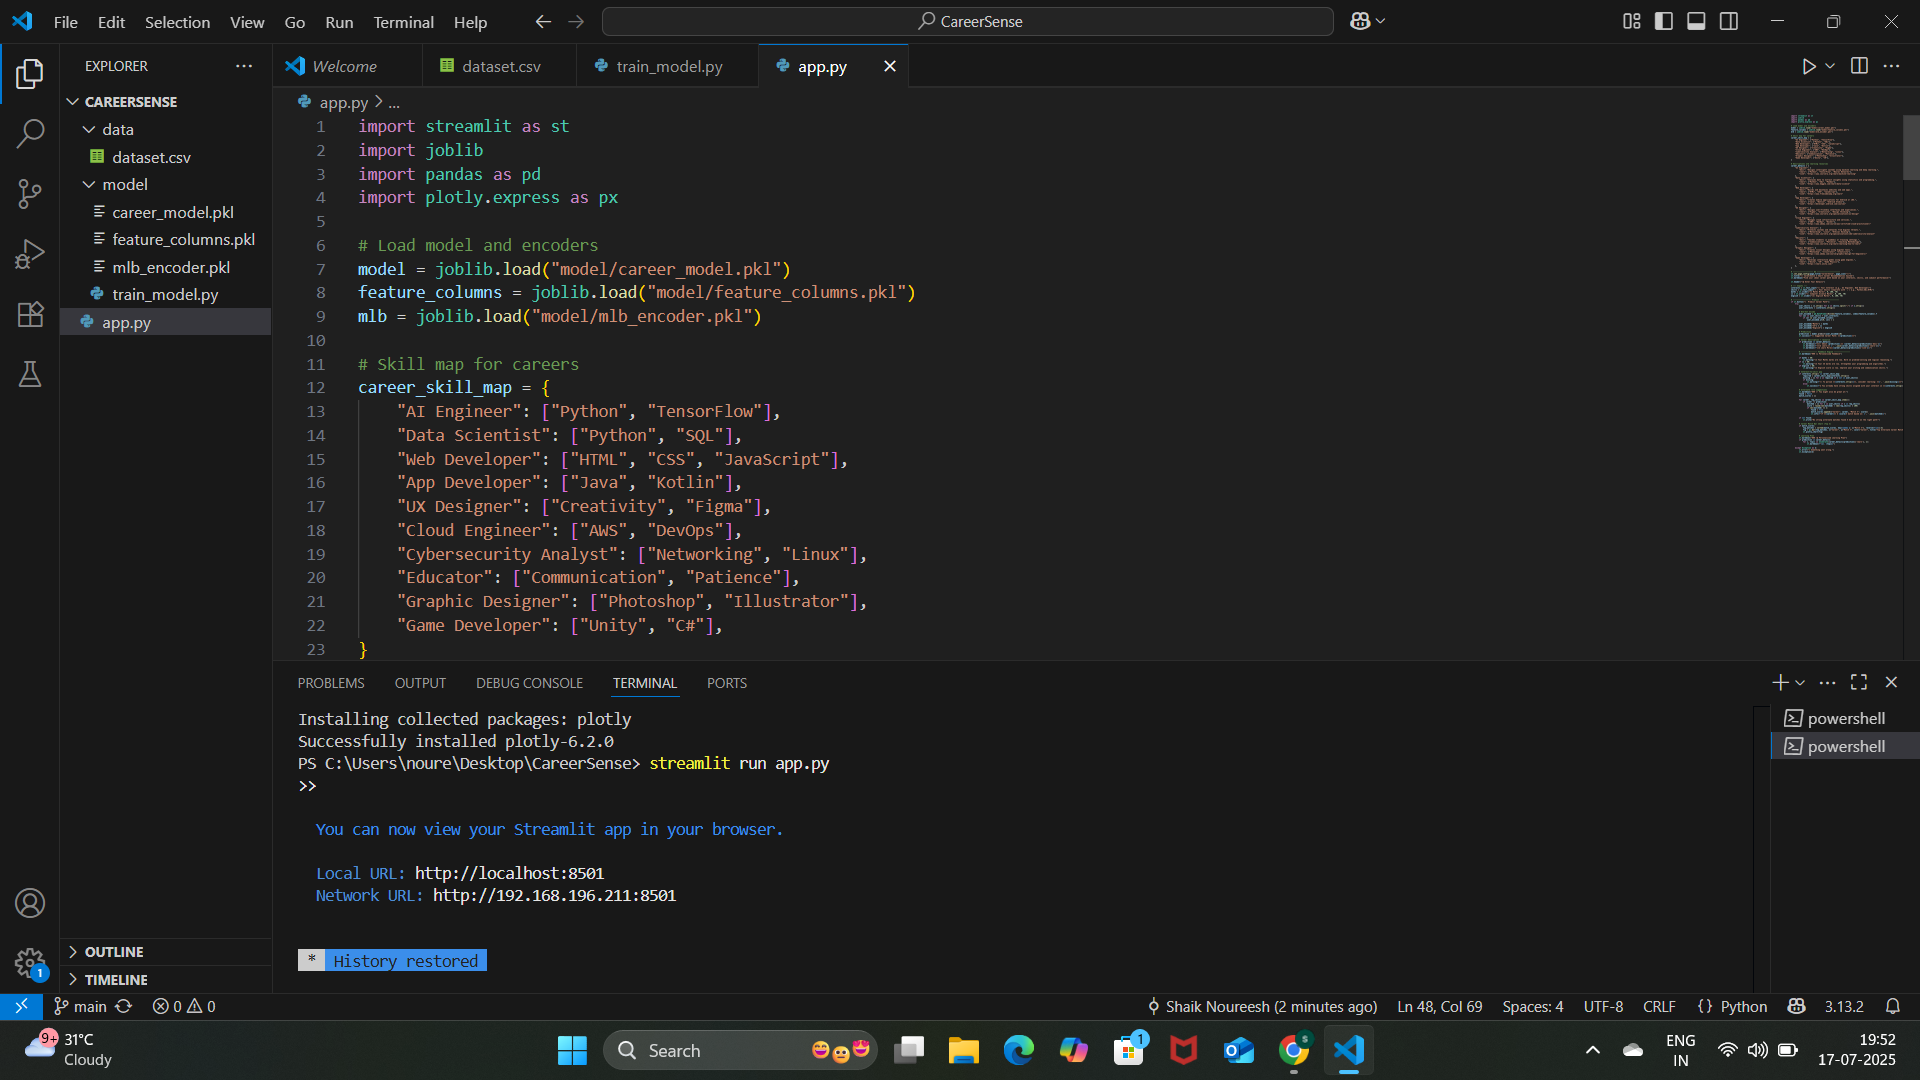 File Edit Selection View Go Run Terminal Help
CareerSense
EXPLORER
CAREERSENSE
data
dataset.csv
model
career_model.pkl
feature_columns.pkl
mlb_encoder.pkl
train_model.py
app.py
OUTLINE
TIMELINE
Welcome dataset.csv train_model.py app.py
app.py > ...
1 import streamlit as st
2 import joblib
3 import pandas as pd
4 import plotly.express as px
5
6 # Load model and encoders
7 model = joblib.load("model/career_model.pkl")
8 feature_columns = joblib.load("model/feature_columns.pkl")
9 mlb = joblib.load("model/mlb_encoder.pkl")
10
11 # Skill map for careers
12 career_skill_map = {
13 "AI Engineer": ["Python", "TensorFlow"],
14 "Data Scientist": ["Python", "SQL"],
15 "Web Developer": ["HTML", "CSS", "JavaScript"],
16 "App Developer": ["Java", "Kotlin"],
17 "UX Designer": ["Creativity", "Figma"],
18 "Cloud Engineer": ["AWS", "DevOps"],
19 "Cybersecurity Analyst": ["Networking", "Linux"],
20 "Educator": ["Communication", "Patience"],
21 "Graphic Designer": ["Photoshop", "Illustrator"],
22 "Game Developer": ["Unity", "C#"],
23 }
PROBLEMS OUTPUT DEBUG CONSOLE TERMINAL PORTS
Installing collected packages: plotly
Successfully installed plotly-6.2.0
PS C:\Users\noure\Desktop\CareerSense> streamlit run app.py
>>
You can now view your Streamlit app in your browser.
Local URL: http://localhost:8501
Network URL: http://192.168.196.211:8501
* History restored
powershell
powershell
1
main 0 0 Shaik Noureesh (2 minutes ago) Ln 48, Col 69 Spaces: 4 UTF-8 CRLF {} Python 3.13.2
9+
31°C
Cloudy
Search
1
S
ENG
IN
19:52
17-07-2025